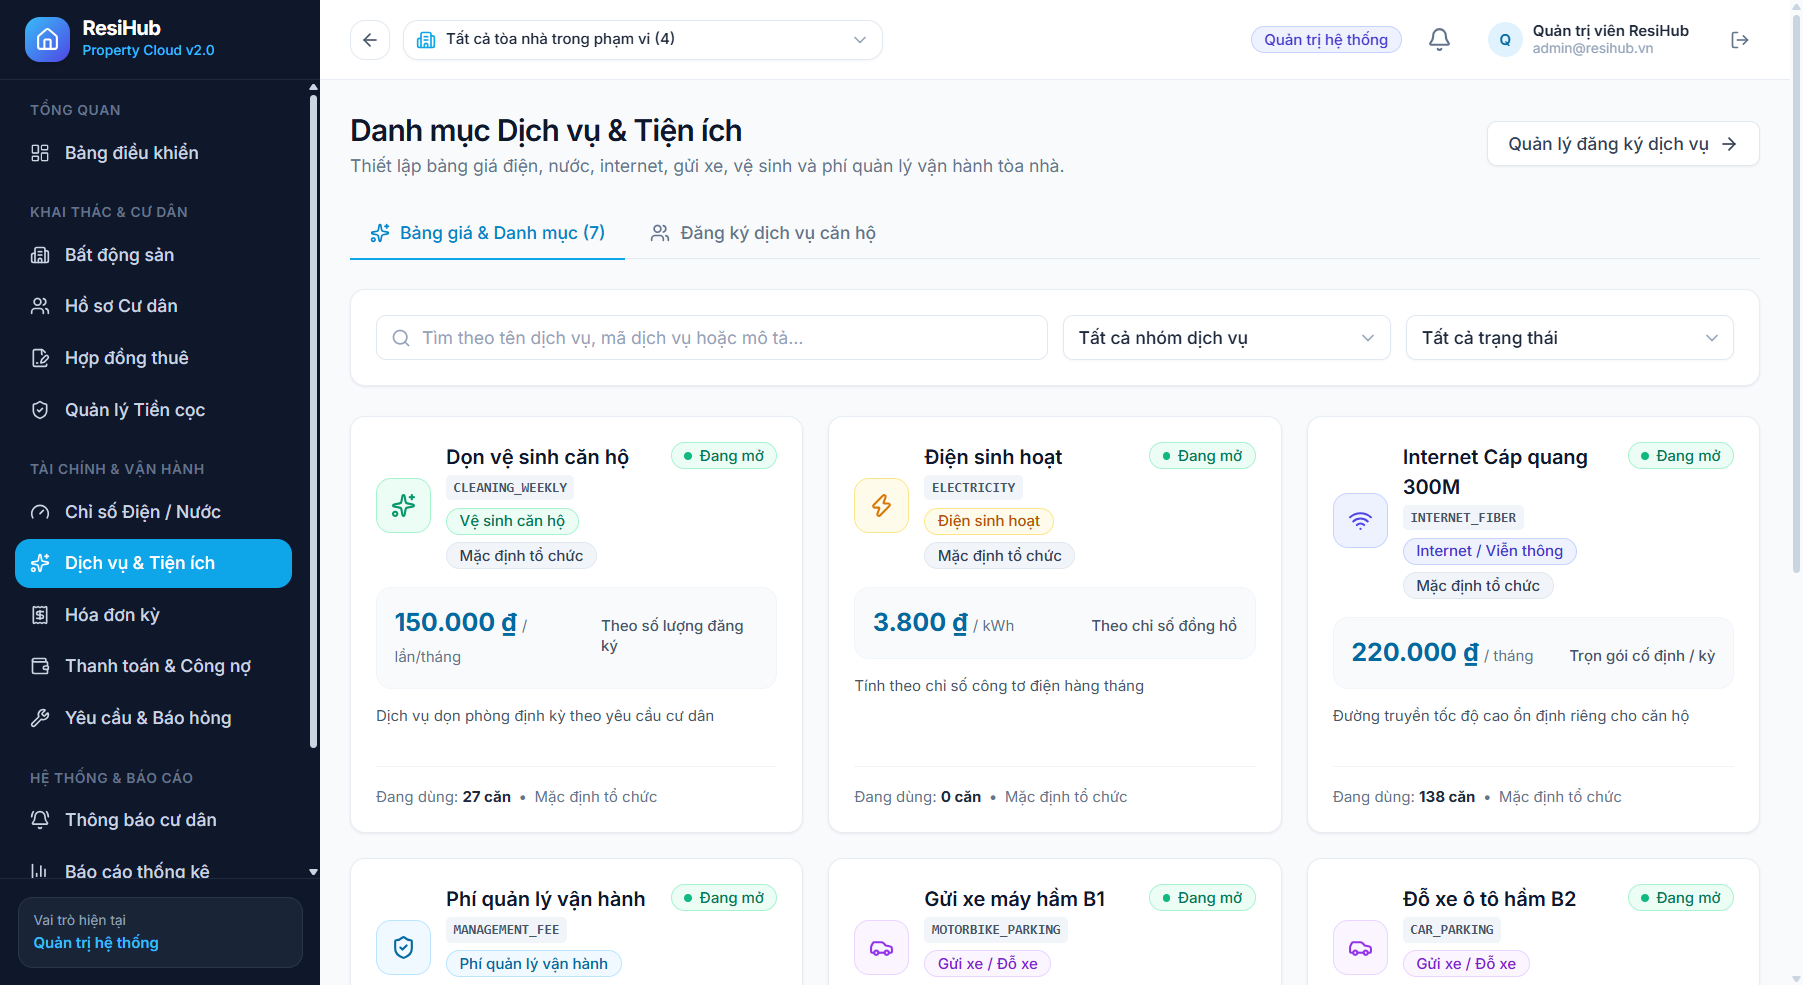 ResiHub
Property Cloud v2.0
TỔNG QUAN
Bảng điều khiển
KHAI THÁC & CƯ DÂN
Bất động sản
Hồ sơ Cư dân
Hợp đồng thuê
Quản lý Tiền cọc
TÀI CHÍNH & VẬN HÀNH
Chỉ số Điện / Nước
Dịch vụ & Tiện ích
Hóa đơn kỳ
Thanh toán & Công nợ
Yêu cầu & Báo hỏng
HỆ THỐNG & BÁO CÁO
Thông báo cư dân
Báo cáo thống kê
Vai trò hiện tại
Quản trị hệ thống
Tất cả tòa nhà trong phạm vi (4)
Quản trị hệ thống
Q
Quản trị viên ResiHub
admin@resihub.vn
Danh mục Dịch vụ & Tiện ích
Thiết lập bảng giá điện, nước, internet, gửi xe, vệ sinh và phí quản lý vận hành tòa nhà.
Quản lý đăng ký dịch vụ
Bảng giá & Danh mục (7)
Đăng ký dịch vụ căn hộ
Tìm theo tên dịch vụ, mã dịch vụ hoặc mô tả...
Tất cả nhóm dịch vụ
Tất cả trạng thái
Dọn vệ sinh căn hộ
Đang mở
CLEANING_WEEKLY
Vệ sinh căn hộ
Mặc định tổ chức
150.000 ₫ /
lần/tháng
Theo số lượng đăng
ký
Dịch vụ dọn phòng định kỳ theo yêu cầu cư dân
Đang dùng: 27 căn • Mặc định tổ chức
Điện sinh hoạt
Đang mở
ELECTRICITY
Điện sinh hoạt
Mặc định tổ chức
3.800 ₫ / kWh
Theo chỉ số đồng hồ
Tính theo chỉ số công tơ điện hàng tháng
Đang dùng: 0 căn • Mặc định tổ chức
Internet Cáp quang
300M
Đang mở
INTERNET_FIBER
Internet / Viễn thông
Mặc định tổ chức
220.000 ₫ / tháng
Trọn gói cố định / kỳ
Đường truyền tốc độ cao ổn định riêng cho căn hộ
Đang dùng: 138 căn • Mặc định tổ chức
Phí quản lý vận hành
Đang mở
MANAGEMENT_FEE
Phí quản lý vận hành
Gửi xe máy hầm B1
Đang mở
MOTORBIKE_PARKING
Gửi xe / Đỗ xe
Đỗ xe ô tô hầm B2
Đang mở
CAR_PARKING
Gửi xe / Đỗ xe